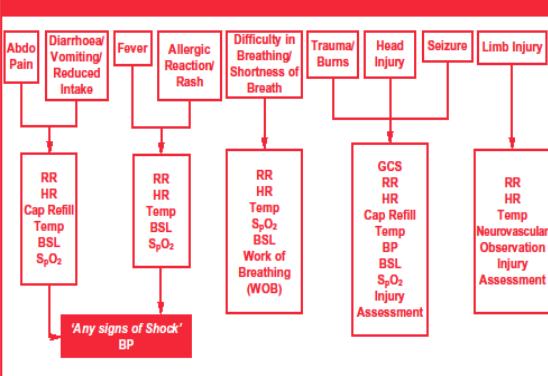 Abdo
Pain
Diarrhoea/
Vomiting/
Reduced
Intake
Fever
Allergic
Reaction/
Rash
Difficulty in
Breathing/
Shortness of
Breath
Trauma/
Burns
Head
Injury
Seizure
Limb Injury
RR
HR
Cap Refill
Temp
BSL
SpO₂
RR
HR
Temp
BSL
SpO₂
RR
HR
Temp
SpO₂
BSL
Work of
Breathing
(WOB)
GCS
RR
HR
Cap Refill
Temp
BP
BSL
SpO₂
Injury
Assessment
RR
HR
Temp
Neurovascular
Observation
Injury
Assessment
'Any signs of Shock'
BP